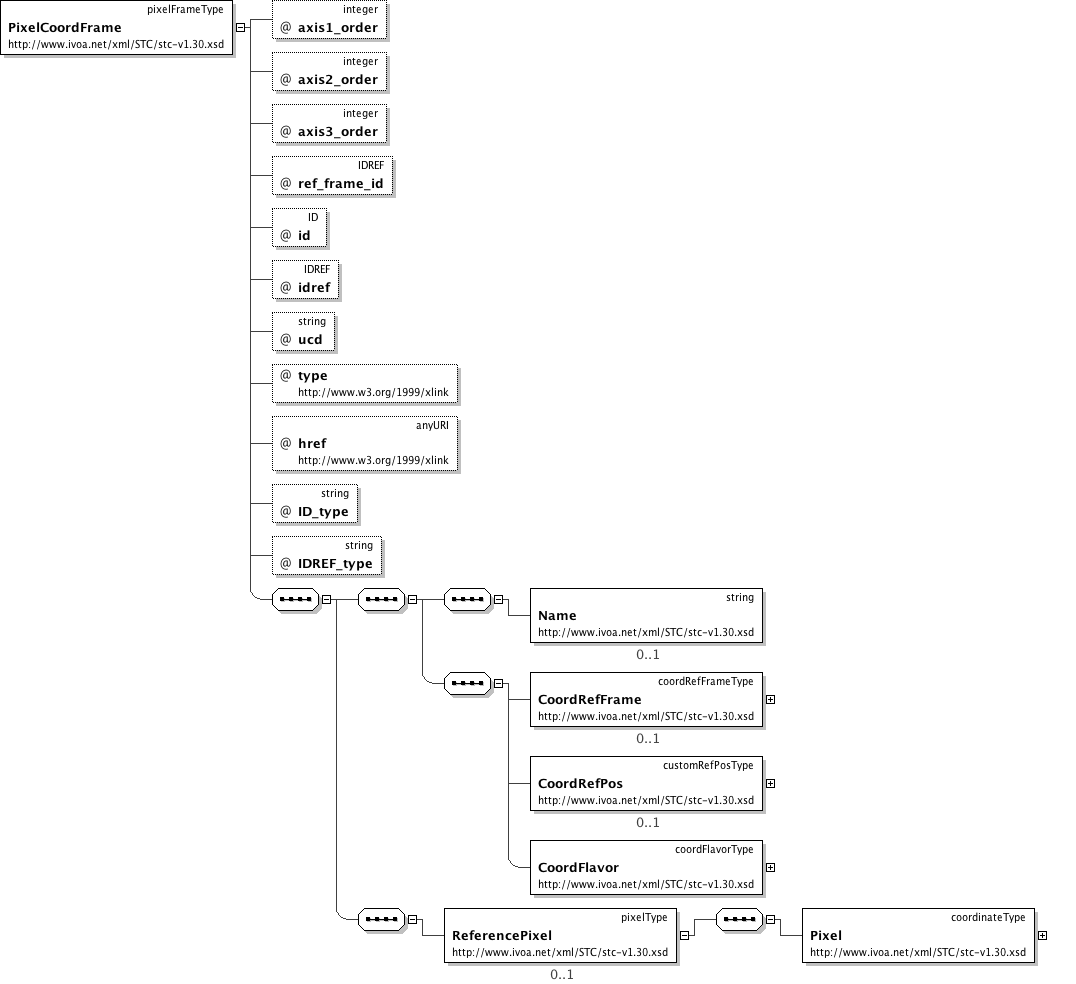 pixelFrameType
PixelCoordFrame
http://www.ivoa.net/xml/STC/stc-v1.30.xsd
integer
@ axis1_order
integer
@ axis2_order
integer
@ axis3_order
IDREF
@ ref_frame_id
ID
@ id
IDREF
@ idref
string
@ ucd
@ type
http://www.w3.org/1999/xlink
anyURI
@ href
http://www.w3.org/1999/xlink
string
@ ID_type
string
@ IDREF_type
string
Name
http://www.ivoa.net/xml/STC/stc-v1.30.xsd
0..1
coordRefFrameType
CoordRefFrame
http://www.ivoa.net/xml/STC/stc-v1.30.xsd
0..1
customRefPosType
CoordRefPos
http://www.ivoa.net/xml/STC/stc-v1.30.xsd
0..1
coordFlavorType
CoordFlavor
http://www.ivoa.net/xml/STC/stc-v1.30.xsd
pixelType
ReferencePixel
http://www.ivoa.net/xml/STC/stc-v1.30.xsd
0..1
coordinateType
Pixel
http://www.ivoa.net/xml/STC/stc-v1.30.xsd